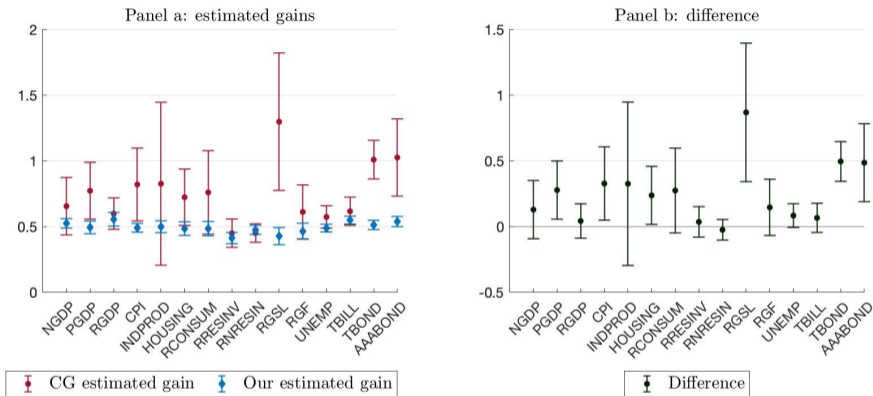 Panel a: estimated gains
2
1.5
1
0.5
0
NGDP
PGDP
RGDP
CPI
INDPROD
HOUSING
RCONSUM
RRESINV
RNRESIN
RGSL
RGF
UNEMP
TBILL
TBOND
AAABOND
CG estimated gain
Our estimated gain
Panel b: difference
1.5
1
0.5
0
-0.5
NGDP
PGDP
RGDP
CPI
INDPROD
HOUSING
RCONSUM
RRESINV
RNRESIN
RGSL
RGF
UNEMP
TBILL
TBOND
AAABOND
Difference